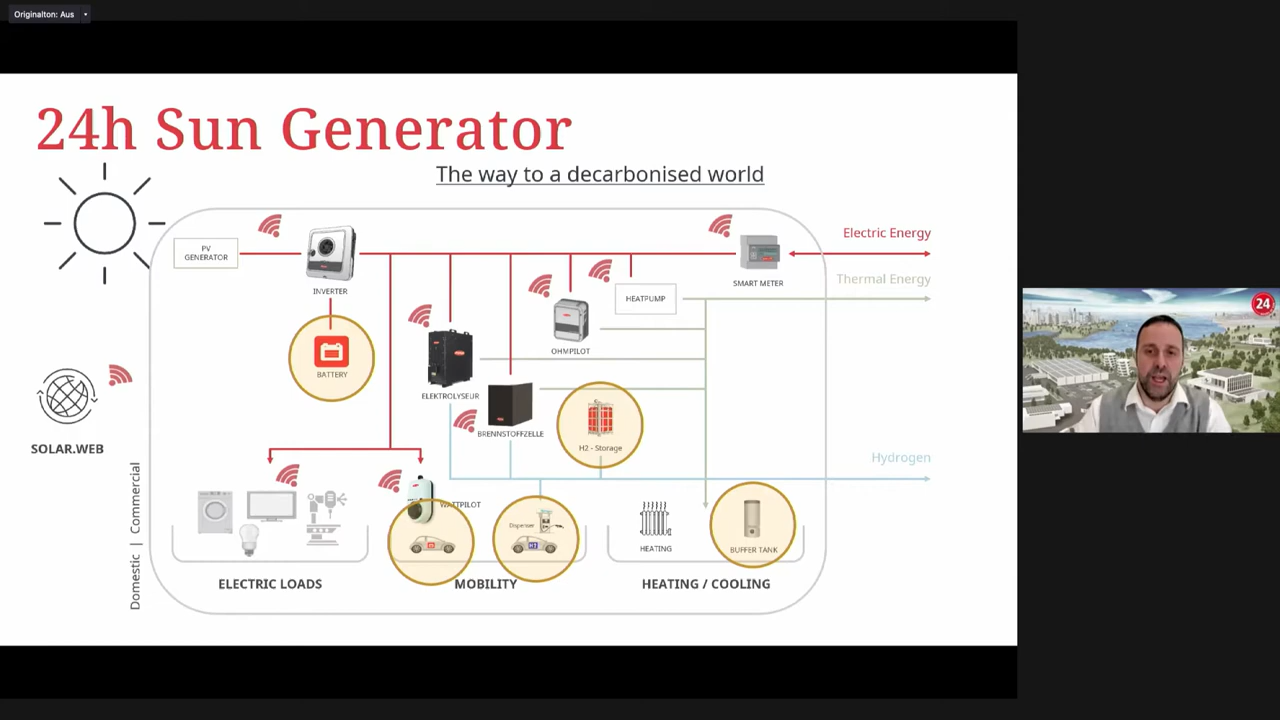 Originalton: Aus
24h Sun Generator
The way to a decarbonised world
PV
GENERATOR
INVERTER
SMART METER
Electric Energy
Thermal Energy
HEATPUMP
OHMPILOT
BATTERY
ELEKTROLYSEUR
BRENNSTOFFZELLE
H2 - Storage
SOLAR.WEB
Hydrogen
Domestic | Commercial
WATTPILOT
Dispenser
H2
HEATING
BUFFER TANK
ELECTRIC LOADS
MOBILITY
HEATING / COOLING
24